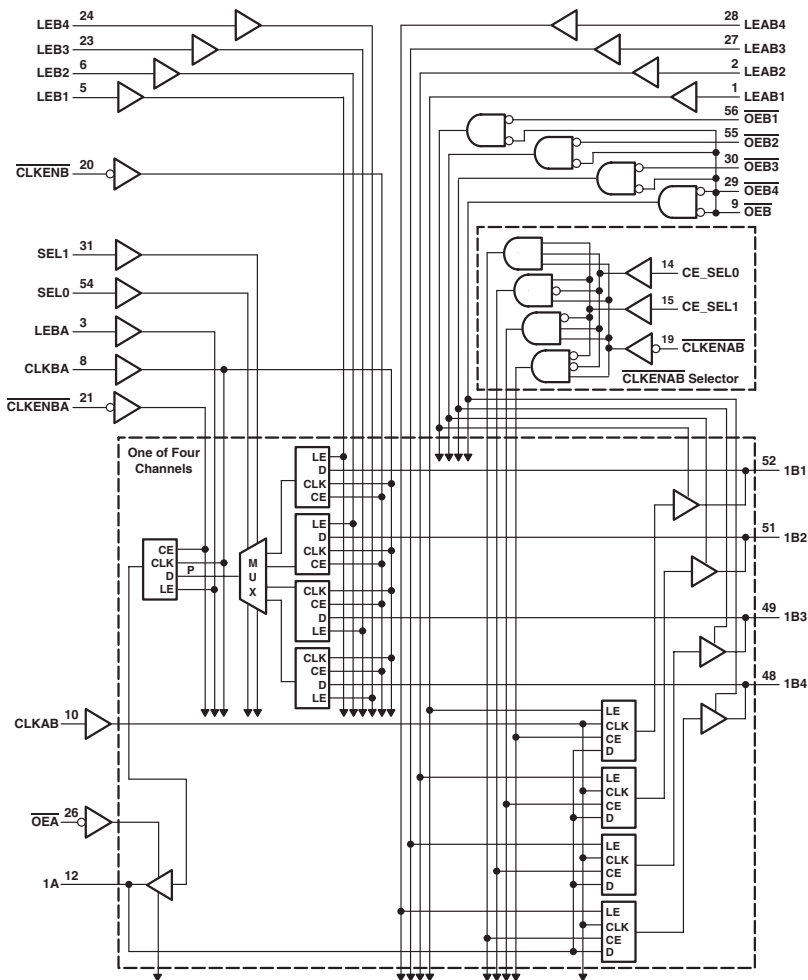 LEB4 24
LEB3 23
LEB2 6
LEB1 5
CLKENB 20
SEL1 31
SEL0 54
LEBA 3
CLKBA 8
CLKENBA 21
28 LEAB4
27 LEAB3
2 LEAB2
1 LEAB1
56 OEB1
55 OEB2
30 OEB3
29 OEB4
9 OEB
14 CE_SEL0
15 CE_SEL1
19 CLKENAB
CLKENAB Selector
One of Four
Channels
LE
D
CLK
CE
52 1B1
LE
D
CLK
CE
51 1B2
CE
CLK
D P
LE
M
U
X
CLK
CE
D
LE
49 1B3
CLK
CE
D
LE
48 1B4
CLKAB 10
LE
CLK
CE
D
LE
CLK
CE
D
OEA 26
LE
CLK
CE
D
1A 12
LE
CLK
CE
D